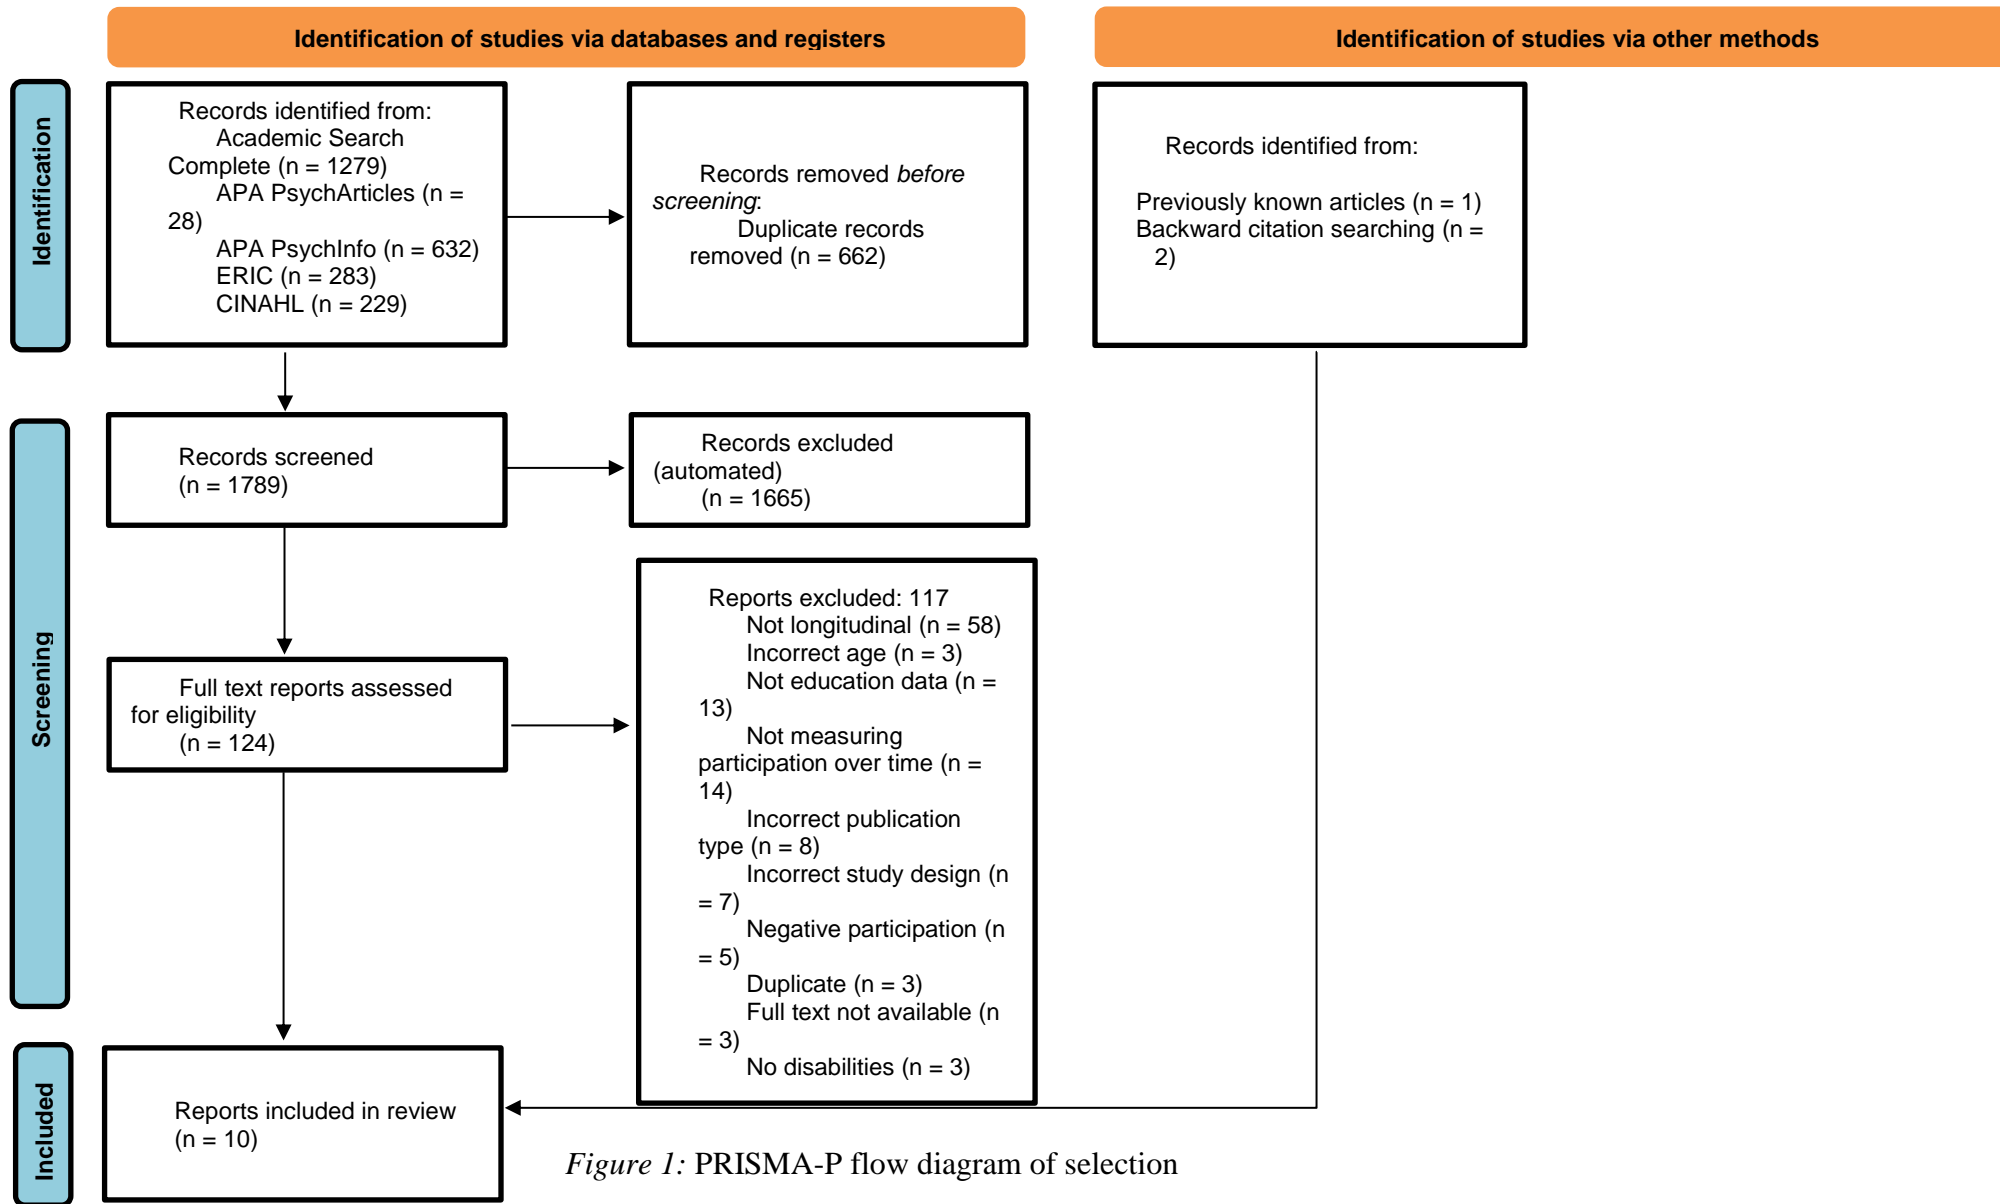 Identification of studies via databases and registers
Identification of studies via other methods
Identification
Records identified from:
Academic Search
Complete (n = 1279)
APA PsychArticles (n =
28)
APA PsychInfo (n = 632)
ERIC (n = 283)
CINAHL (n = 229)
Records removed before
screening:
Duplicate records
removed (n = 662)
Records identified from:
Previously known articles (n = 1)
Backward citation searching (n =
2)
Screening
Records screened
(n = 1789)
Records excluded
(automated)
(n = 1665)
Full text reports assessed
for eligibility
(n = 124)
Reports excluded: 117
Not longitudinal (n = 58)
Incorrect age (n = 3)
Not education data (n =
13)
Not measuring
participation over time (n =
14)
Incorrect publication
type (n = 8)
Incorrect study design (n
= 7)
Negative participation (n
= 5)
Duplicate (n = 3)
Full text not available (n
= 3)
No disabilities (n = 3)
Included
Reports included in review
(n = 10)
Figure 1: PRISMA-P flow diagram of selection